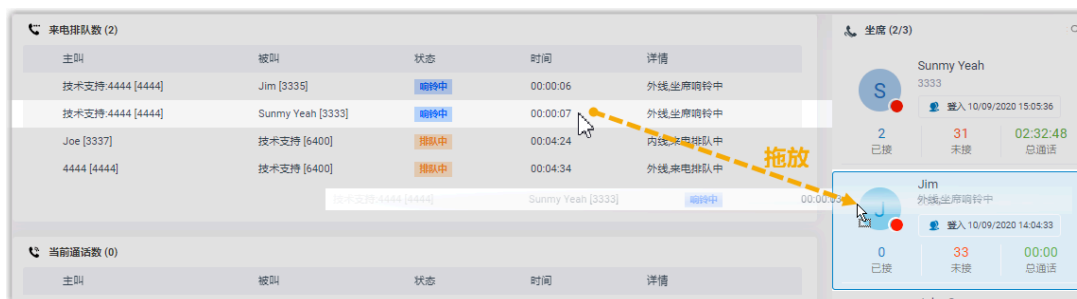 来电排队数 (2)
主叫 被叫 状态 时间 详情
技术支持:4444 [4444] Jim [3335] 响铃中 00:00:06 外线,坐席响铃中
技术支持:4444 [4444] Sunmy Yeah [3333] 响铃中 00:00:07 外线,坐席响铃中
Joe [3337] 技术支持 [6400] 排队中 00:04:24 内线,来电排队中
4444 [4444] 技术支持 [6400] 排队中 00:04:34 外线,来电排队中
技术支持:4444 [4444] Sunmy Yeah [3333] 响铃中 00:00:03 外线,坐席响铃中
拖放
当前通话数 (0)
主叫 被叫 状态 时间 详情
坐席 (2/3)
S
Sunmy Yeah
3333
登入 10/09/2020 15:05:36
2 31 02:32:48
已接 未接 总通话
J
Jim
登入 10/09/2020 14:04:33
0 33 00:00
已接 未接 总通话